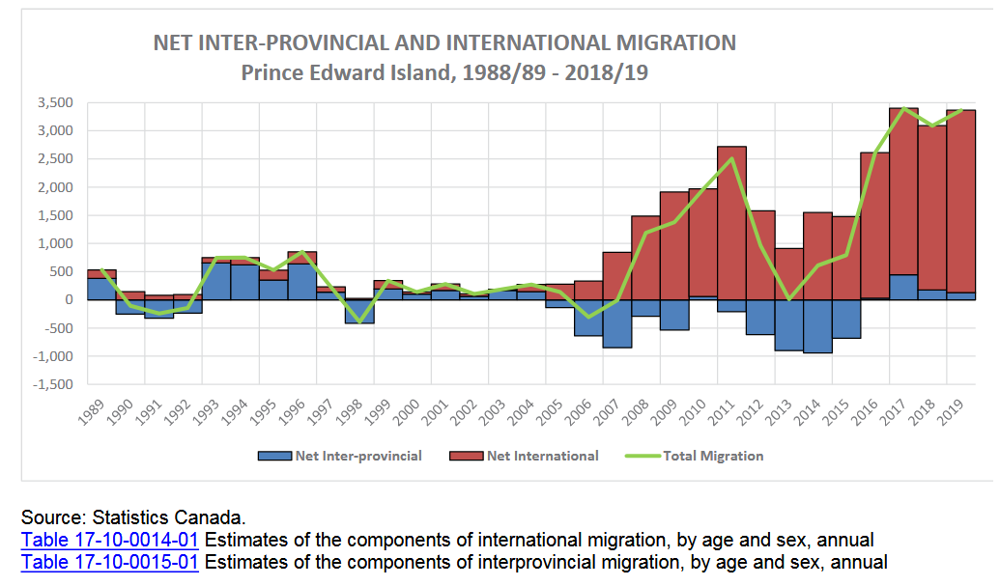 NET INTER-PROVINCIAL AND INTERNATIONAL MIGRATION
Prince Edward Island, 1988/89 - 2018/19
3,500
3,000
2,500
2,000
1,500
1,000
500
0
-500
-1,000
-1,500
1989 1990 1991 1992 1993 1994 1995 1996 1997 1998 1999 2000 2001 2002 2003 2004 2005 2006 2007 2008 2009 2010 2011 2012 2013 2014 2015 2016 2017 2018 2019
Net Inter-provincial Net International Total Migration
Source: Statistics Canada.
Table 17-10-0014-01 Estimates of the components of international migration, by age and sex, annual
Table 17-10-0015-01 Estimates of the components of interprovincial migration, by age and sex, annual